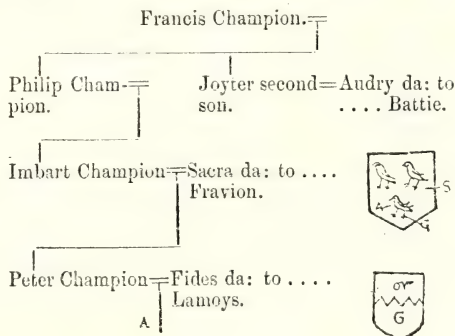 Francis Champion.
Philip Cham-
pion.
Joyter second = Audry da: to
son. .... Battie.
Imbart Champion = Sacra da: to ....
Fravion.
S
A
G
Peter Champion = Fides da: to ....
Lamoys.
or
G
A